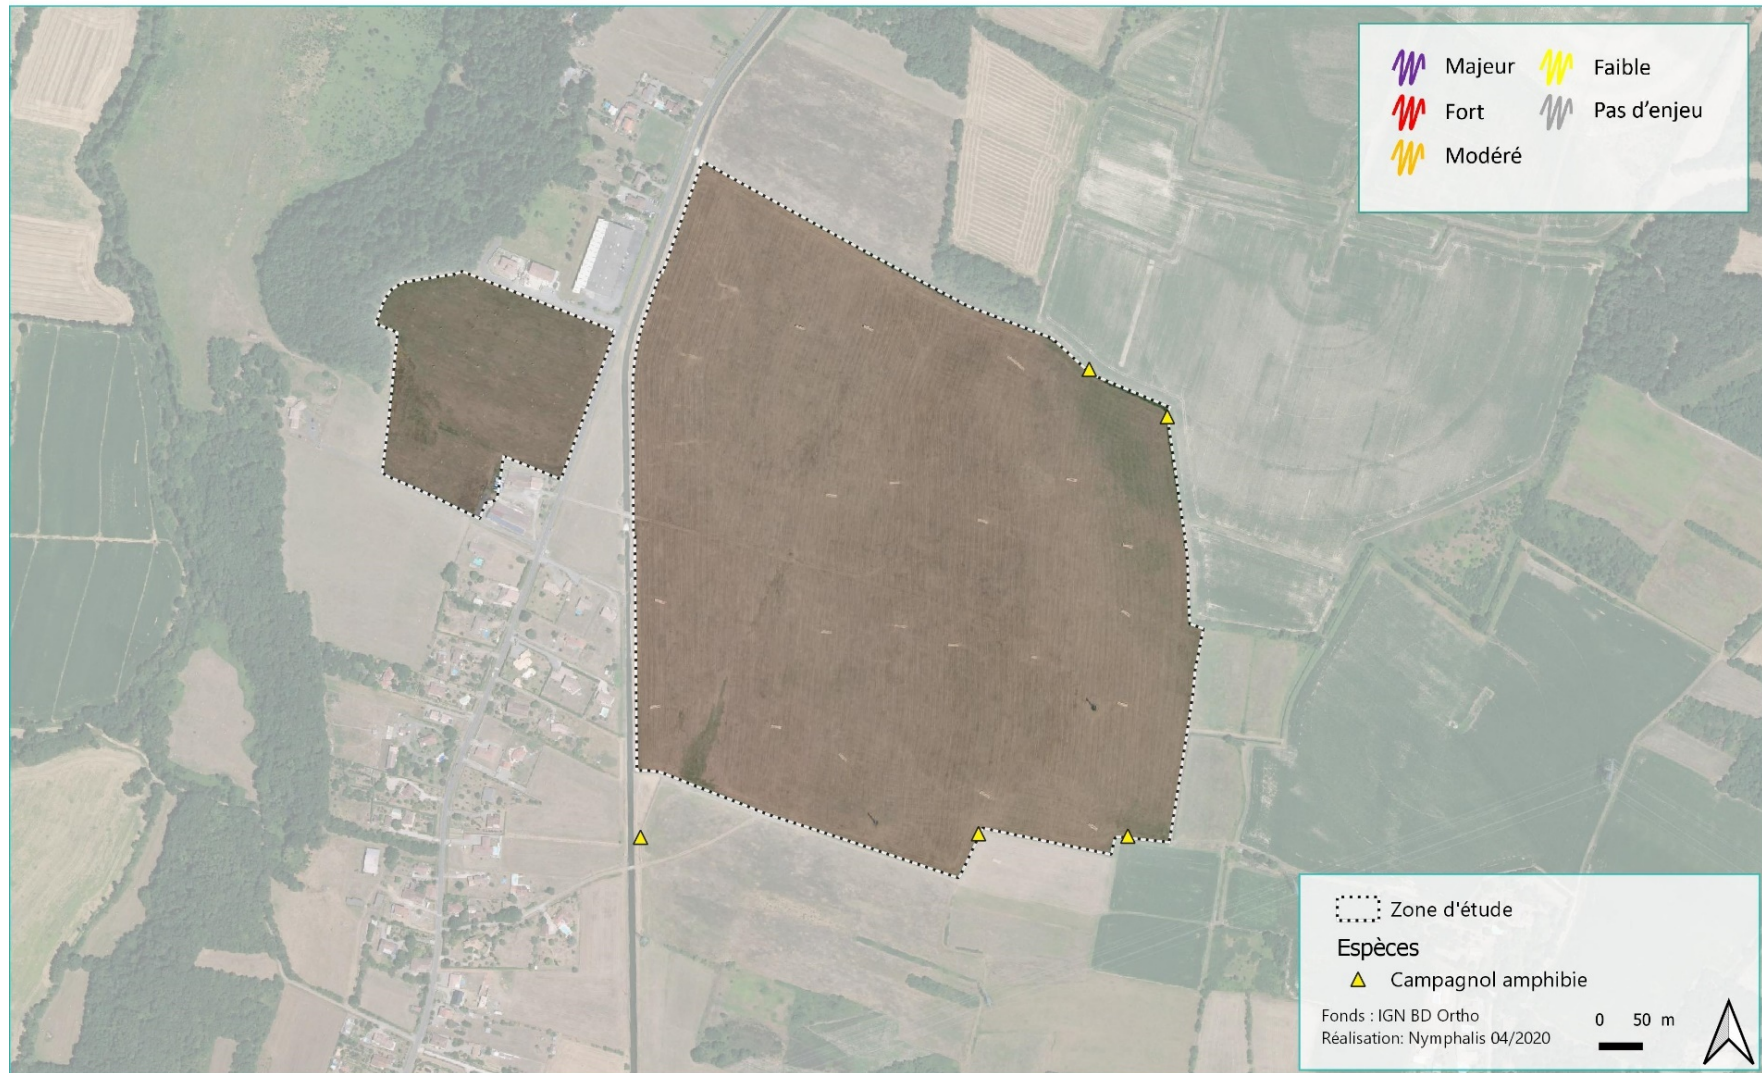 Majeur
Faible
Fort
Pas d’enjeu
Modéré
Zone d'étude
Espèces
Campagnol amphibie
Fonds : IGN BD Ortho
Réalisation: Nymphalis 04/2020
0 50 m